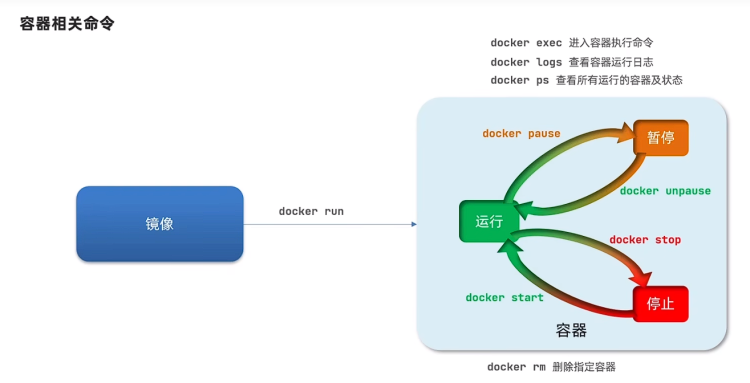 容器相关命令
docker exec 进入容器执行命令
docker logs 查看容器运行日志
docker ps 查看所有运行的容器及状态
docker pause
暂停
docker unpause
镜像
docker run
运行
docker stop
docker start
停止
容器
docker rm 删除指定容器